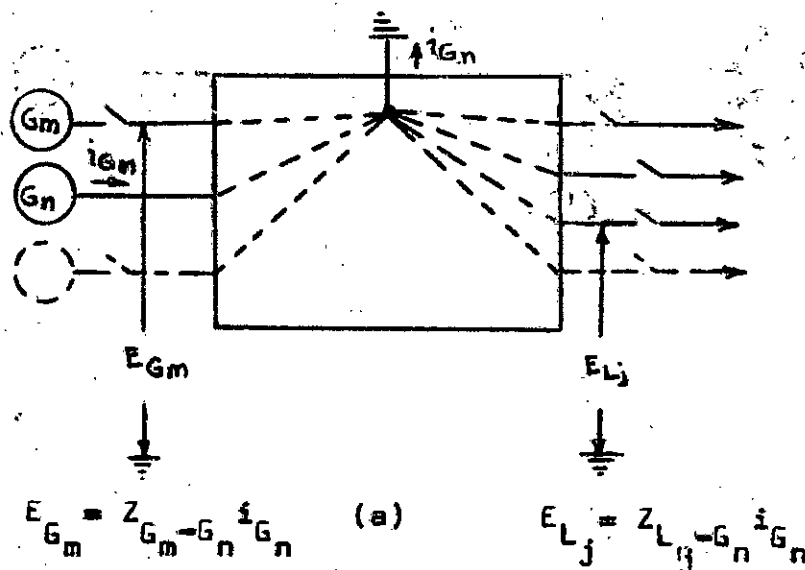 iGn
Gm
iGn
Gn
EGm
ELj
EGm = ZGm-Gn iGn
(a)
ELj = ZLj-Gn iGn